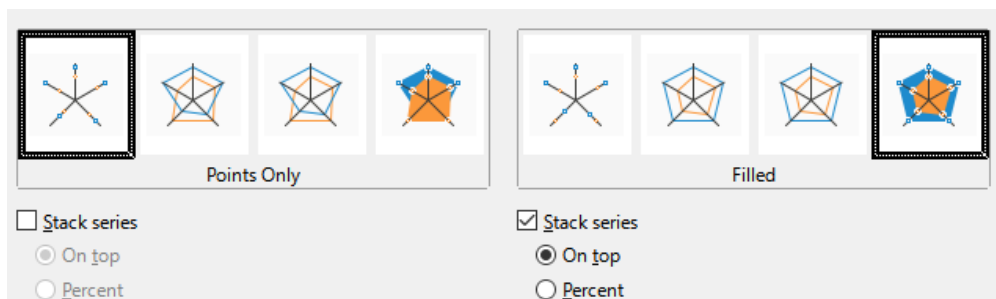 Points Only
Stack series
On top
Percent
Filled
Stack series
On top
Percent